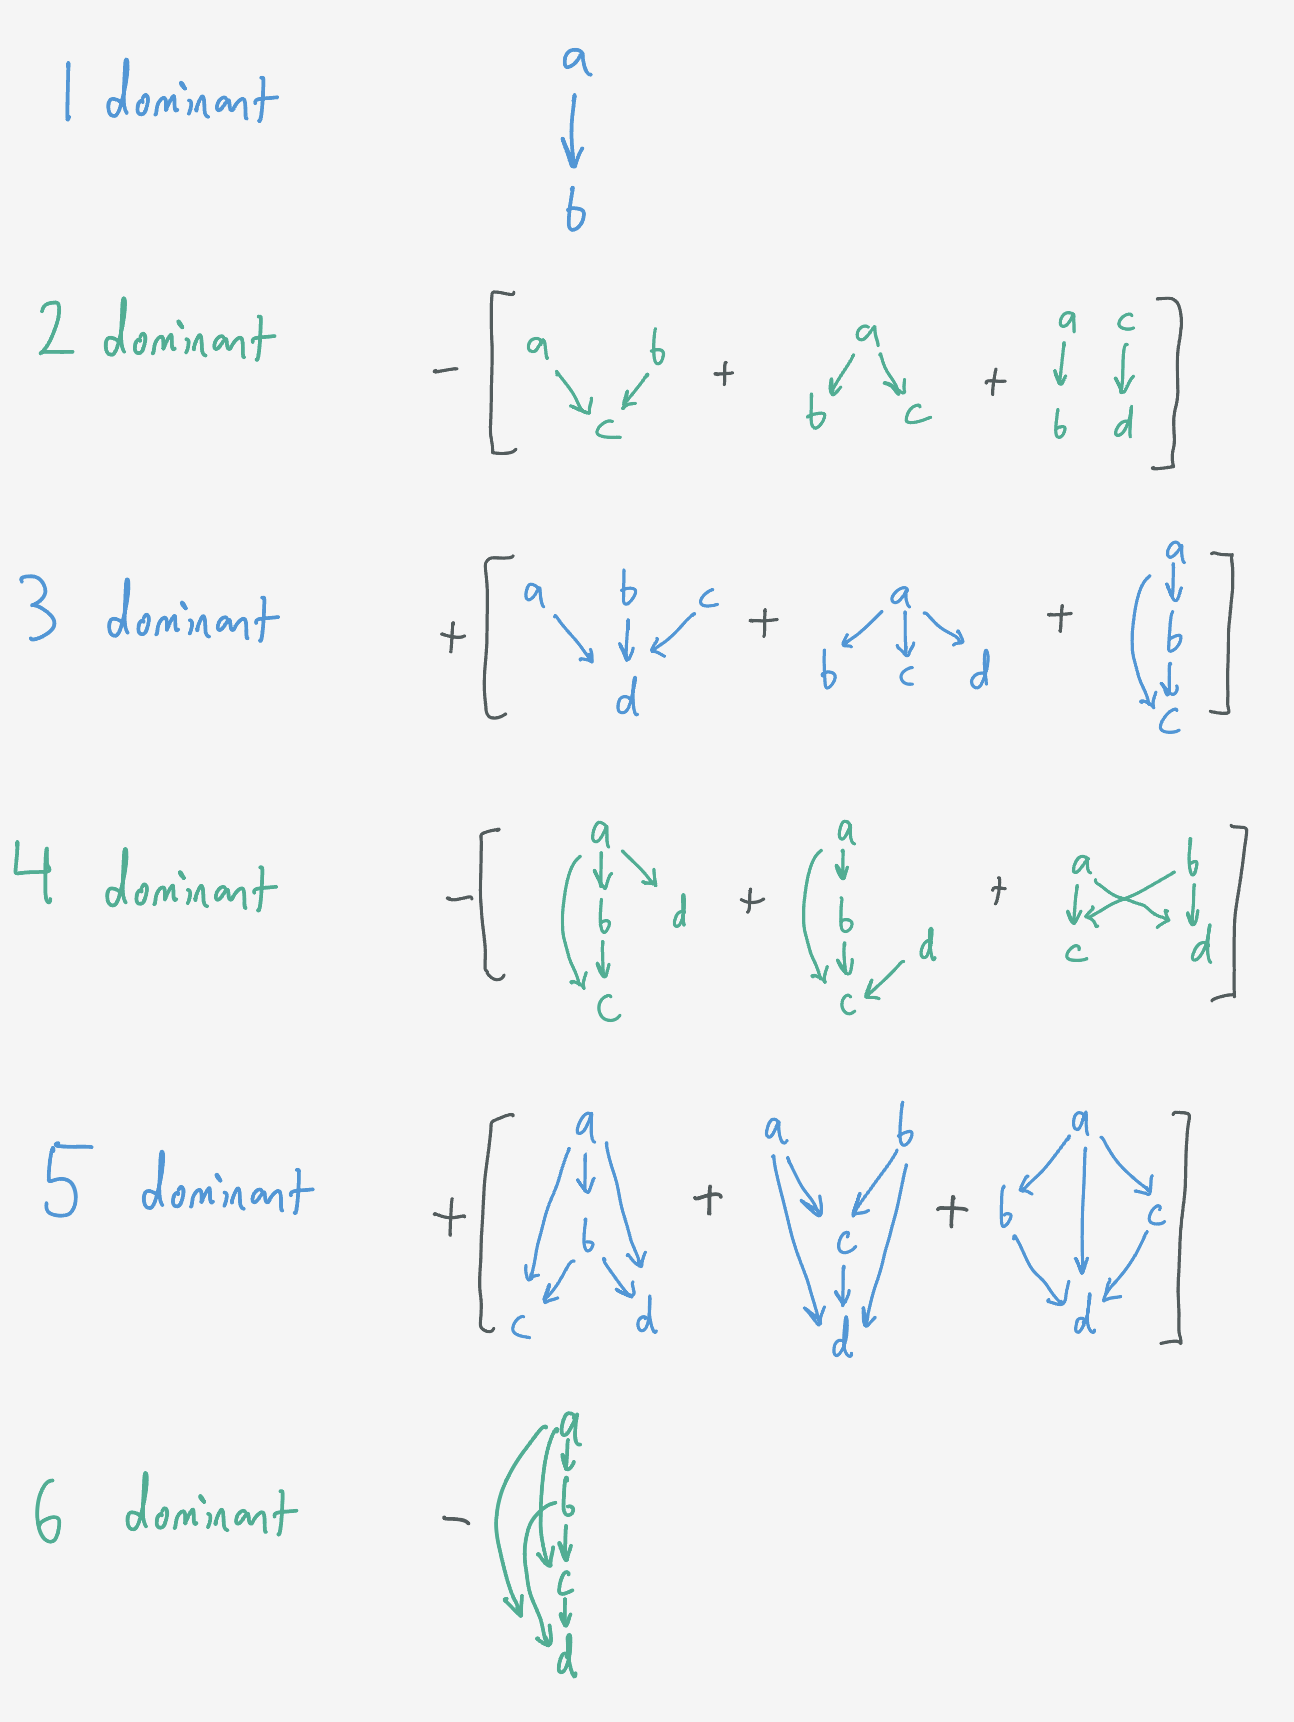 1 dominant
a
b
2 dominant - [ a b + a + a c ]
c b c b d
3 dominant + [ a b c + a + a ]
d b c d b
c
4 dominant - [ a + a + a b ]
b d b d c d
c c
5 dominant + [ a + a b + a ]
b c b c
c d d d
6 dominant - a
b
c
d